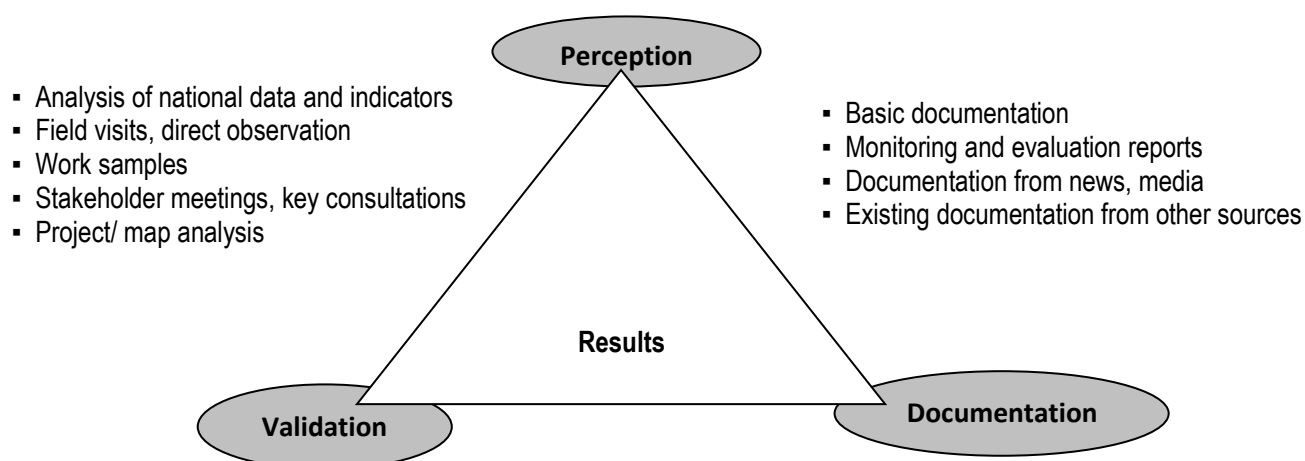 Perception
▪ Analysis of national data and indicators
▪ Field visits, direct observation
▪ Work samples
▪ Stakeholder meetings, key consultations
▪ Project/ map analysis
▪ Basic documentation
▪ Monitoring and evaluation reports
▪ Documentation from news, media
▪ Existing documentation from other sources
Results
Validation
Documentation